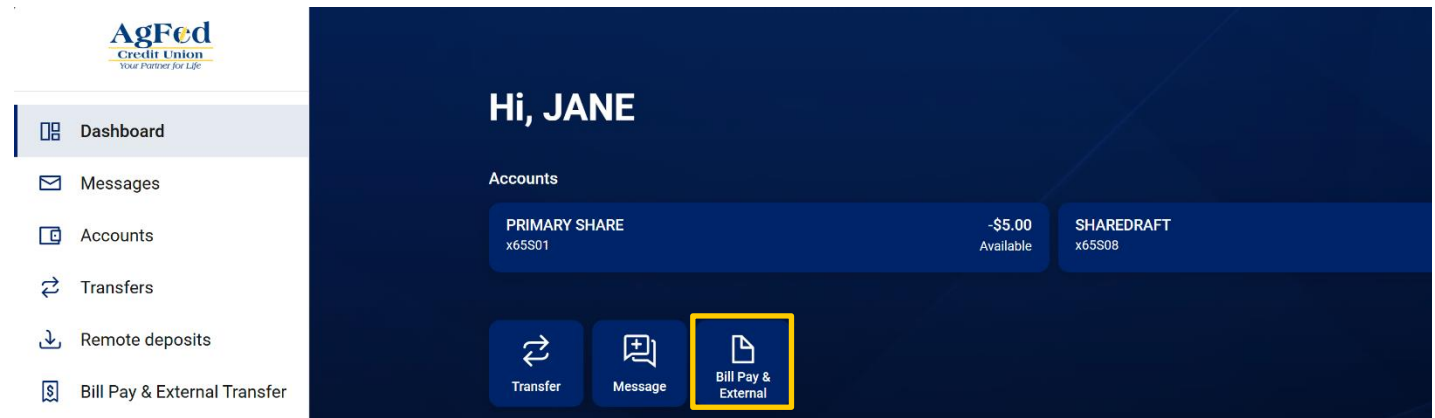 AgFed
Credit Union
Your Partner for Life
Dashboard
Messages
Accounts
Transfers
Remote deposits
Bill Pay & External Transfer
Hi, JANE
Accounts
PRIMARY SHARE
x65S01
-$5.00
Available
SHAREDRAFT
x65S08
Transfer
Message
Bill Pay &
External